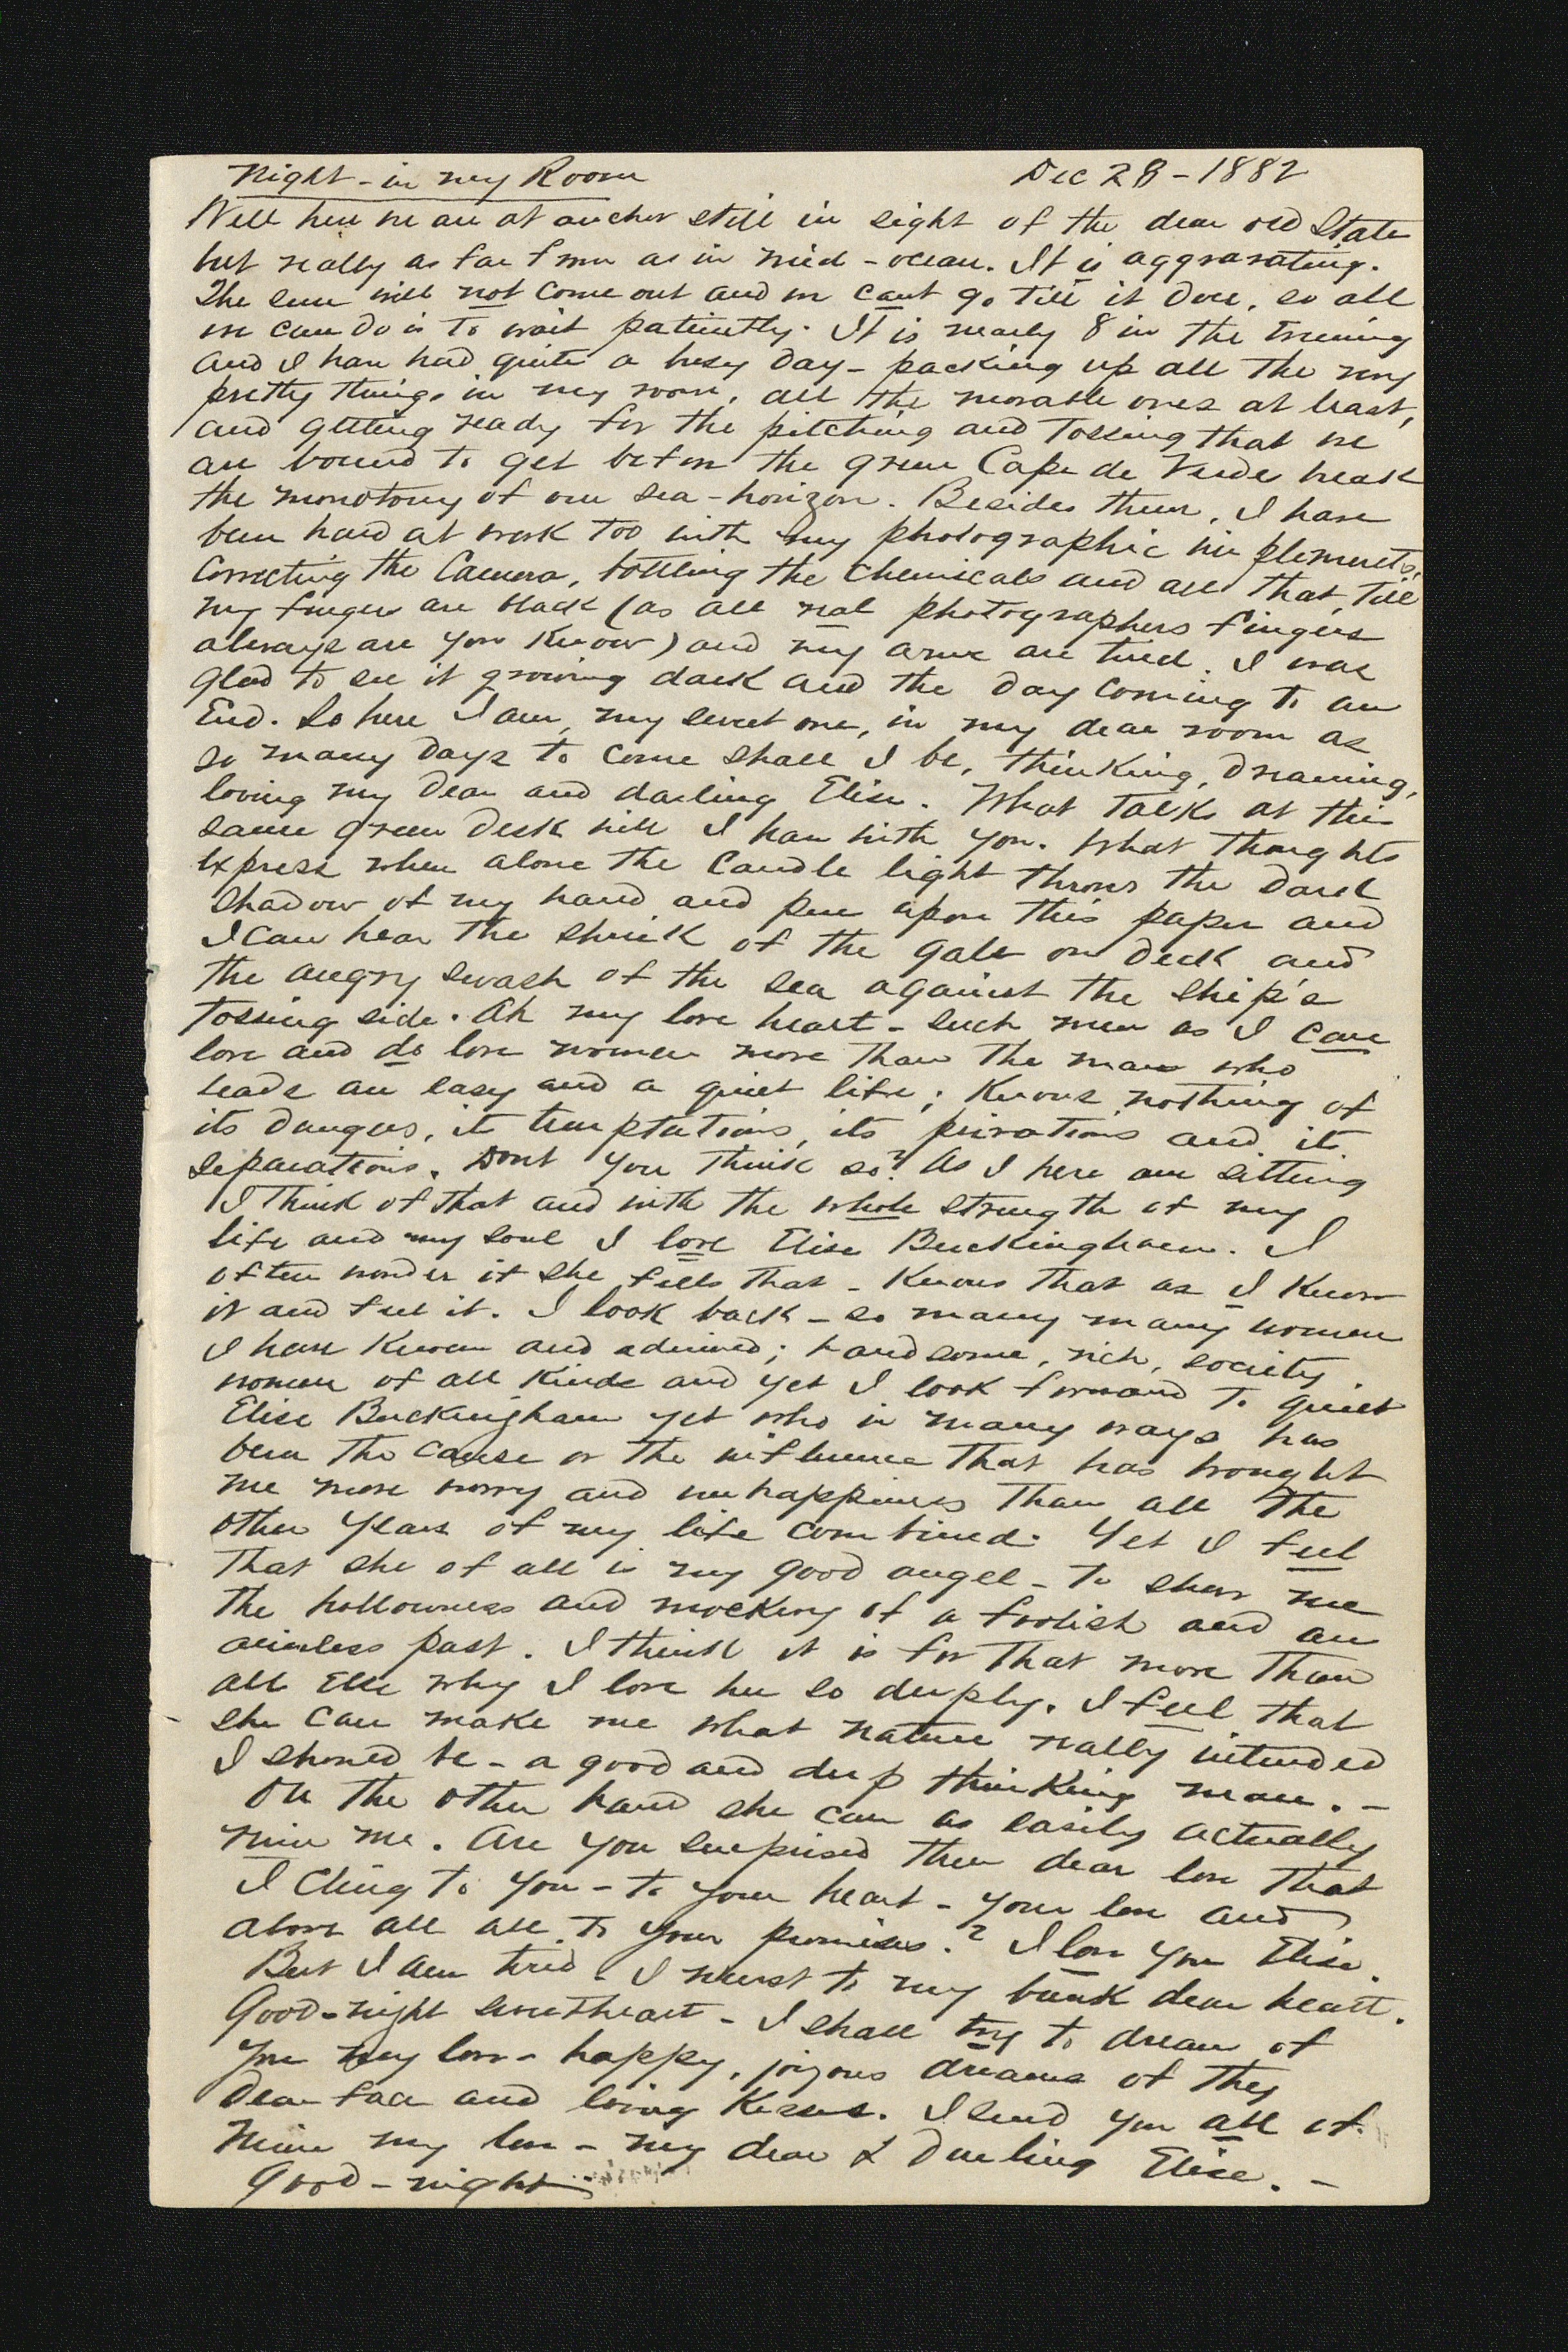 Night - in my Room Dec 28 - 1882
Well here we are at anchor still in sight of the dear old State
but really as far from as in mid - ocean. It is aggravating.
The sun will not come out and we cant go till it does, so all
we can do is to wait patiently. It is nearly 8 in the Evening
and I have had quite a busy day - packing up all the very
pretty things in my room, all the movable ones at least,
and getting ready for the pitching and Tossing that we
are bound to get before the green Cape de Verdes break
the monotony of our sea - horizon. Besides them, I have
been hard at work too with my photographic implements,
Correcting the Camera, bottling the Chemicals and all that, Till
my fingers are black (as all real photographers fingers
always are you know) and my arms are tired. I was
glad to see it growing dark and the day coming to an
End. So here I am, my sweet one, in my dear room as
so many days to come shall I be, thinking, dreaming,
loving my dear and darling Elise. What Talks at this
same green desk will I have with you. What thoughts
express when alone the Candle light throws the dark
shadow of my hand and pen upon this paper and
I can hear the shriek of the gale on deck and
the angry swash of the sea against the ship's
Tossing side. Ah my love heart - such men as I can
love and do love women more than the man who
leads an easy and a quiet life; Knows nothing of
its dangers, its temptations, its privations and its
separations. Dont you think so? As I here am sitting
I think of that and with the whole strength of my
life and my soul I love Elise Buckingham. I
often wonder if she feels that - Knows that as I know
it and feel it. I look back - so many many women
I have known and admired; handsome, rich, society
women of all kinds and yet I look forward to quiet
Elise Buckingham yet who in many ways has
been the cause or the influence that has brought
me more worry and unhappiness than all the
other years of my life combined. Yet I feel
that she of all is my good angel - to show me
the hollowness and mockery of a foolish and an
aimless past. I think it is for that more than
all else why I love her so deeply. I feel that
she can make me what nature really intended
I should be - a good and deep thinking man. -
On the other hand she can as easily actually
ruin me. Are you surprised then dear love that
I cling to you - to your heart - your love and
above all all to your promises.? I love you Elise.
But I am tired. I must to my bunk dear heart.
Good-night sweetheart - I shall try to dream of
you my love - happy, joyous dreams of thy
dear face and loving kisses. I send you all of
mine my love - my dear & Darling Elise. -
Good - night -